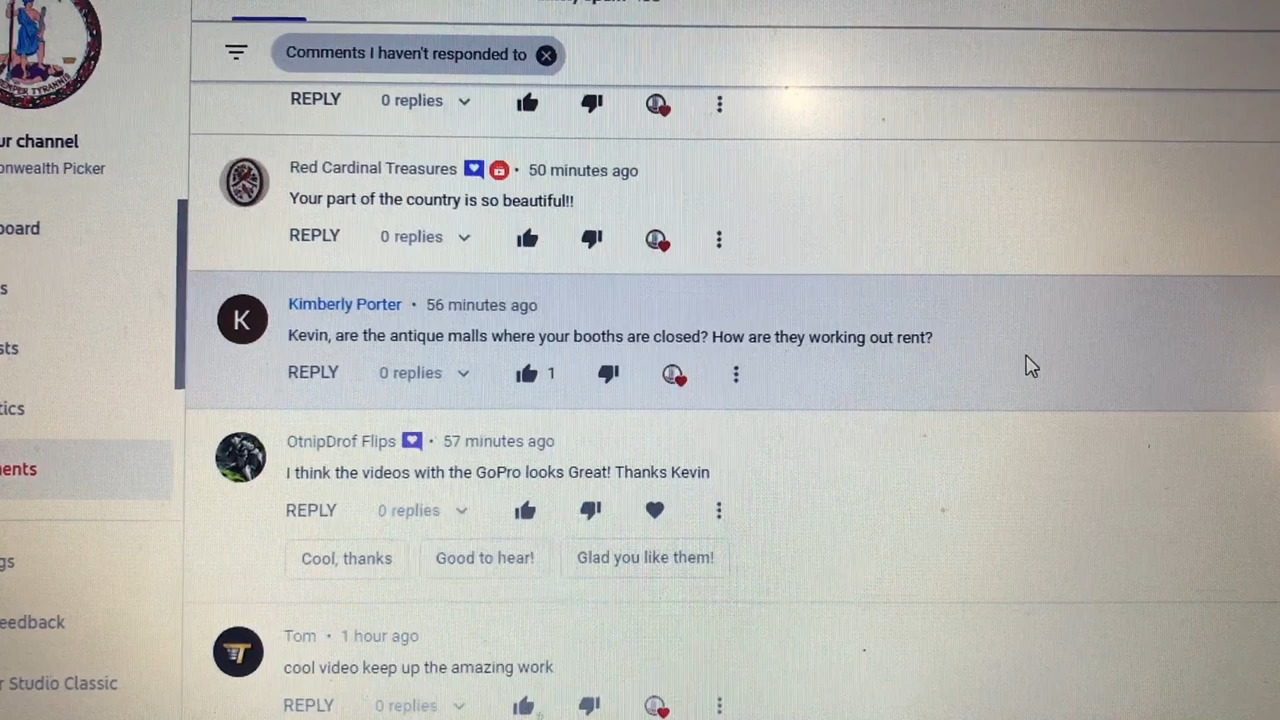 Comments I haven't responded to
REPLY 0 replies
ur channel
onwealth Picker
Red Cardinal Treasures • 50 minutes ago
Your part of the country is so beautiful!!
REPLY 0 replies
board
s
Kimberly Porter • 56 minutes ago
K
Kevin, are the antique malls where your booths are closed? How are they working out rent?
REPLY 0 replies 1
sts
tics
OtnipDrof Flips • 57 minutes ago
I think the videos with the GoPro looks Great! Thanks Kevin
ents
REPLY 0 replies
Cool, thanks Good to hear! Glad you like them!
gs
eedback
Tom • 1 hour ago
T
cool video keep up the amazing work
r Studio Classic
REPLY 0 replies